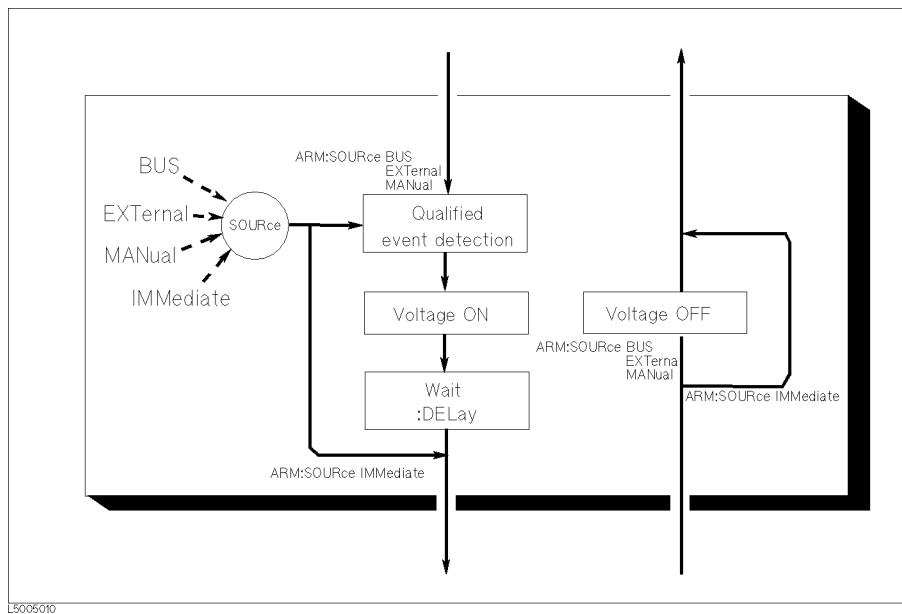 ARM:SOURce BUS
EXTernal
MANual
BUS
EXTernal
MANual
IMMediate
SOURce
Qualified
event detection
Voltage ON
Wait
:DELay
ARM:SOURce IMMediate
Voltage OFF
ARM:SOURce BUS
EXTerna
MANual
ARM:SOURce IMMediate
L5005010